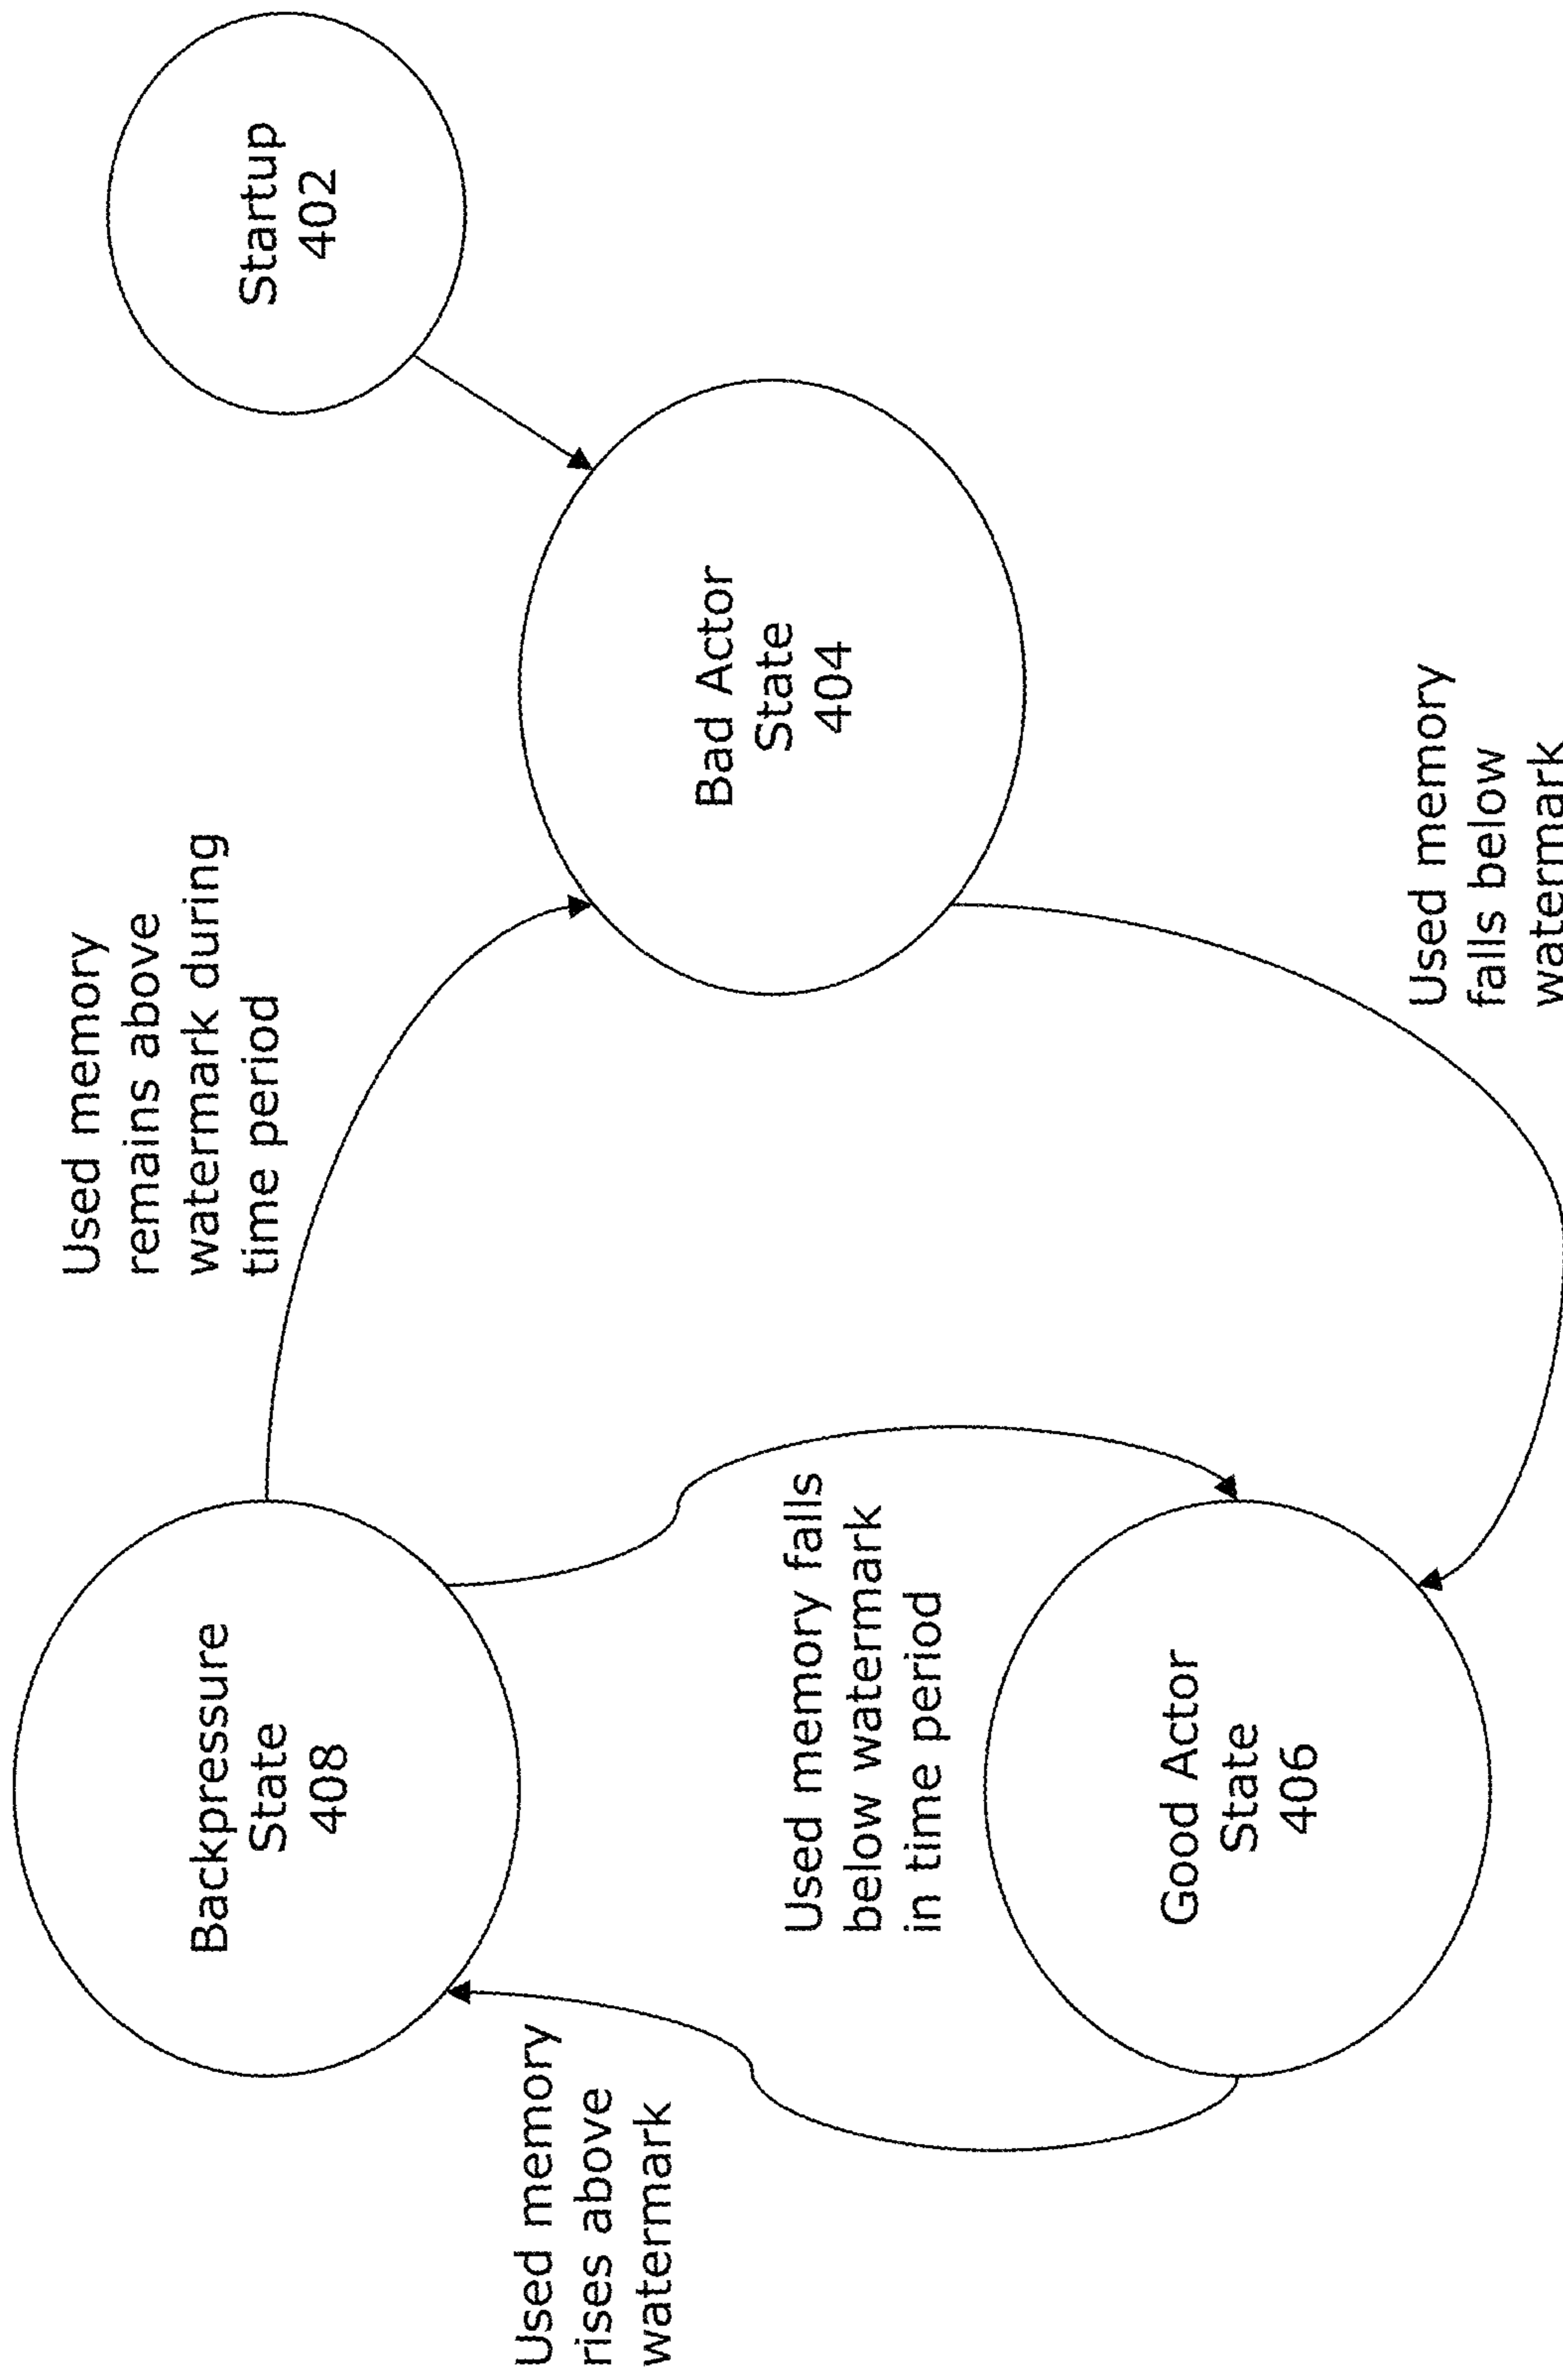 Used memory
remains above
watermark during
time period
Startup
402
Backpressure
State
408
Used memory
rises above
watermark
Bad Actor
State
404
Used memory falls
below watermark
in time period
Good Actor
State
406
Used memory
falls below
watermark